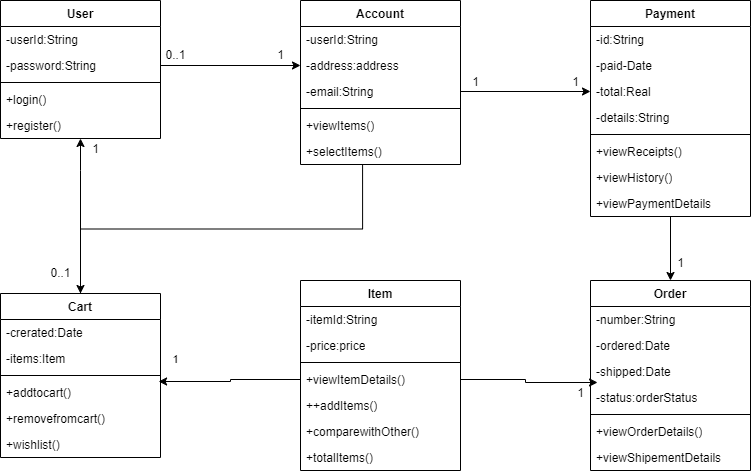 User
-userId:String
-password:String
+login()
+register()
0..1
1
Account
-userId:String
-address:address
-email:String
+viewItems()
+selectItems()
1
1
Payment
-id:String
-paid-Date
-total:Real
-details:String
+viewReceipts()
+viewHistory()
+viewPaymentDetails
1
0..1
1
Cart
-crerated:Date
-items:Item
+addtocart()
+removefromcart()
+wishlist()
1
Item
-itemId:String
-price:price
+viewItemDetails()
++addItems()
+comparewithOther()
+totalItems()
1
Order
-number:String
-ordered:Date
-shipped:Date
-status:orderStatus
+viewOrderDetails()
+viewShipementDetails